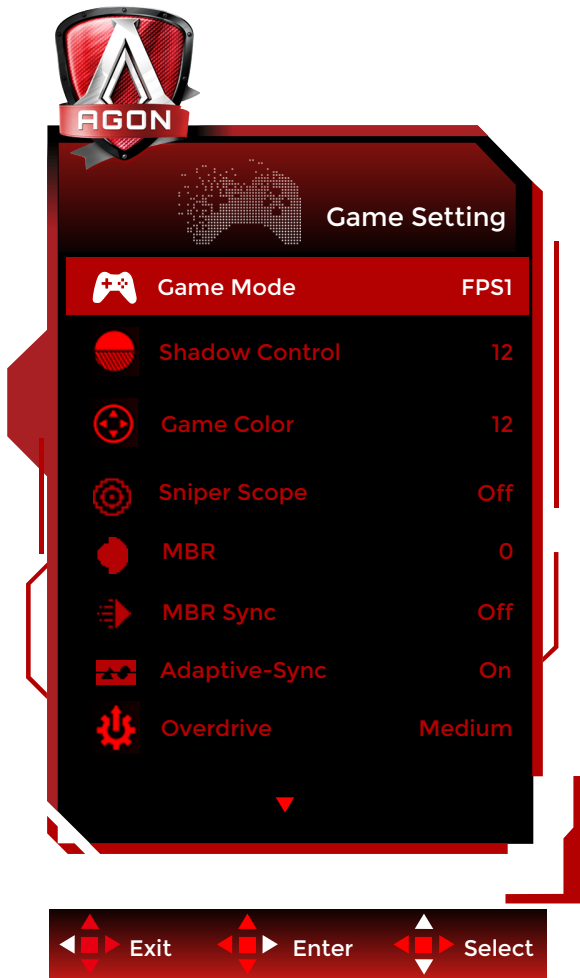 AGON
Game Setting
Game Mode FPS1
Shadow Control 12
Game Color 12
Sniper Scope Off
MBR 0
MBR Sync Off
Adaptive-Sync On
Overdrive Medium
Exit Enter Select